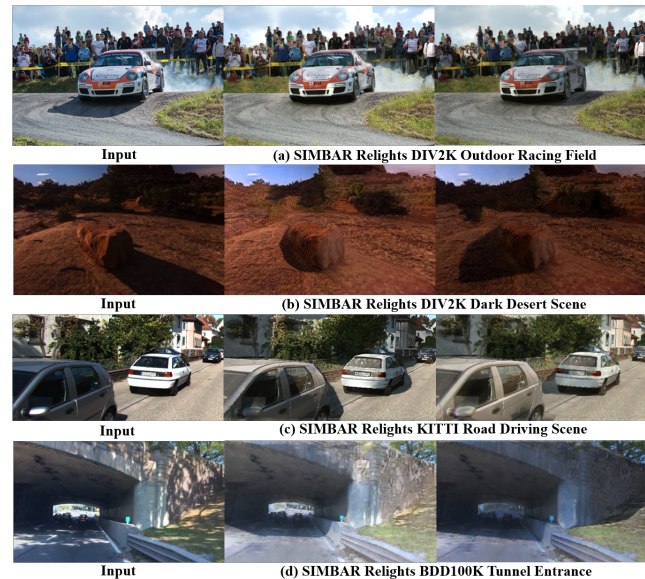 Input
(a) SIMBAR Relights DIV2K Outdoor Racing Field
Input
(b) SIMBAR Relights DIV2K Dark Desert Scene
Input
(c) SIMBAR Relights KITTI Road Driving Scene
Input
(d) SIMBAR Relights BDD100K Tunnel Entrance